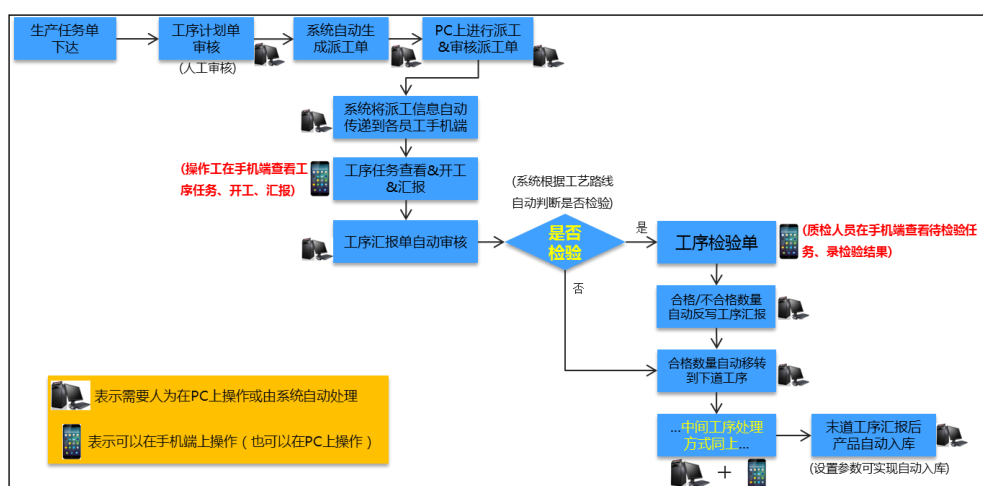 生产任务单
下达
工序计划单
审核
(人工审核)
系统自动生
成派工单
PC上进行派工
&审核派工单
系统将派工信息自动
传递到各员工手机端
(操作工在手机端查看工
序任务、开工、汇报)
工序任务查看&开工
&汇报
工序汇报单自动审核
(系统根据工艺路线
自动判断是否检验)
是否
检验
是
否
工序检验单
(质检人员在手机端查看待检验任
务、录检验结果)
合格/不合格数量
自动反写工序汇报
合格数量自动移转
到下道工序
...中间工序处理
方式同上...
+
末道工序汇报后
产品自动入库
(设置参数可实现自动入库)
表示需要人为在PC上操作或由系统自动处理
表示可以在手机端上操作（也可以在PC上操作）